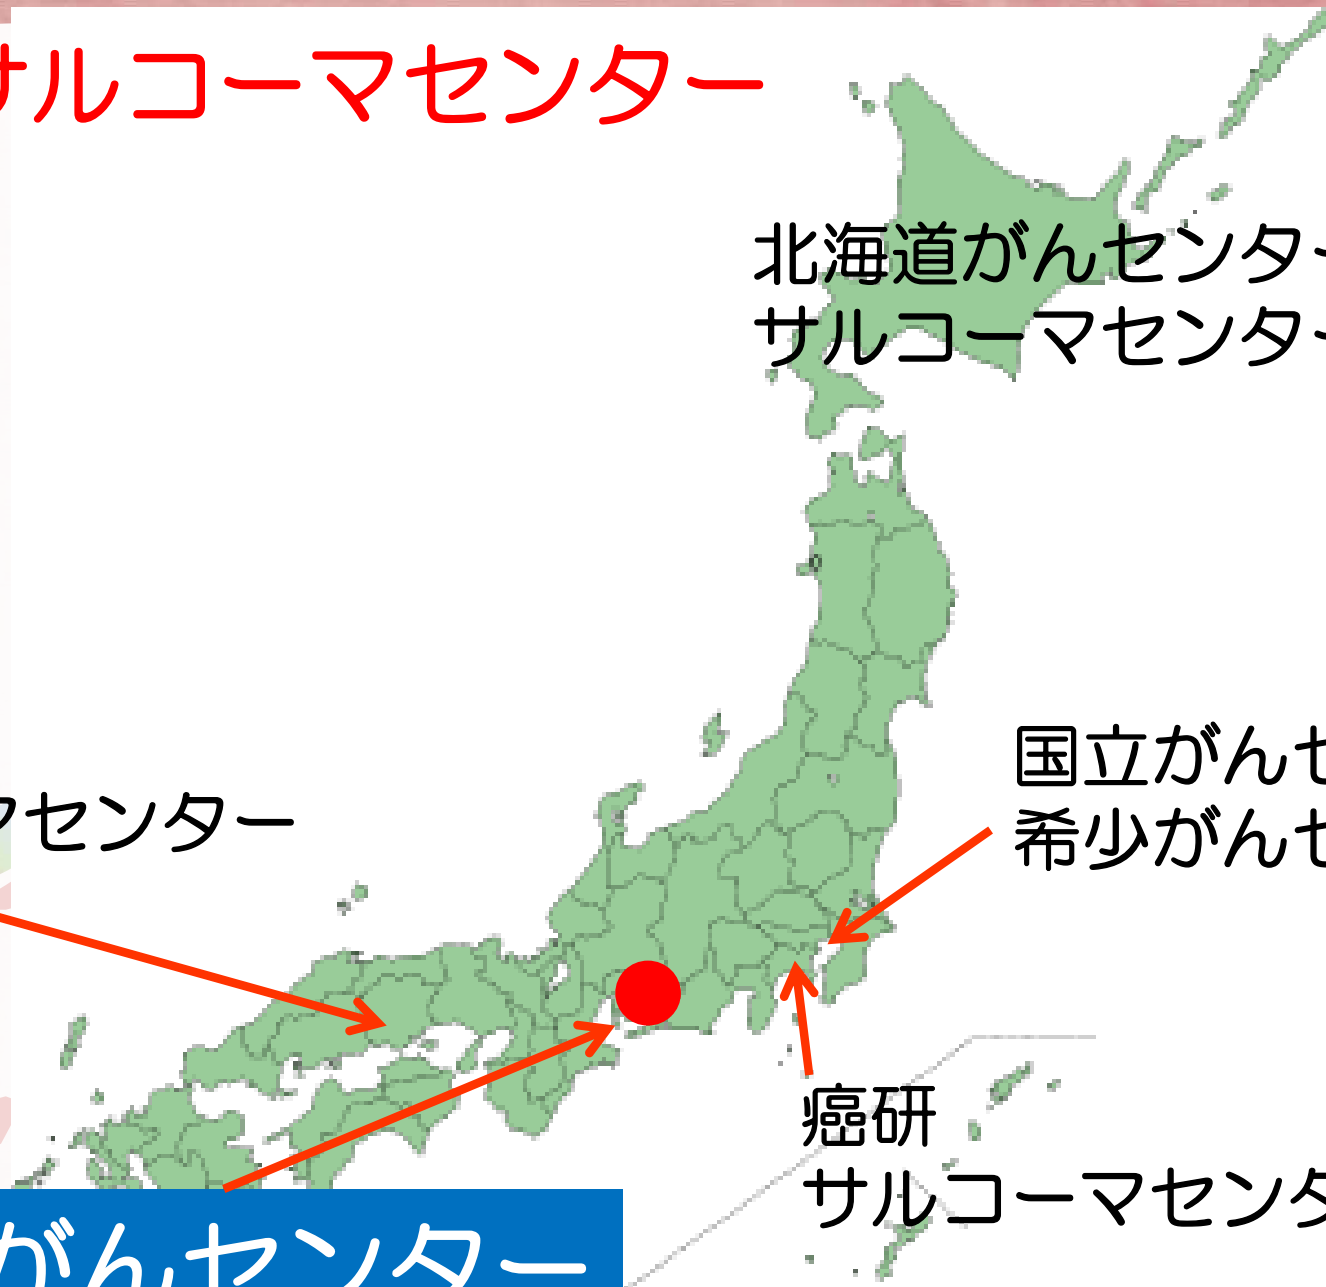 サルコーマセンター
北海道がんセンター
サルコーマセンター
国立がんセ
希少がんセ
マセンター
癌研
サルコーマセンタ
がんセンター